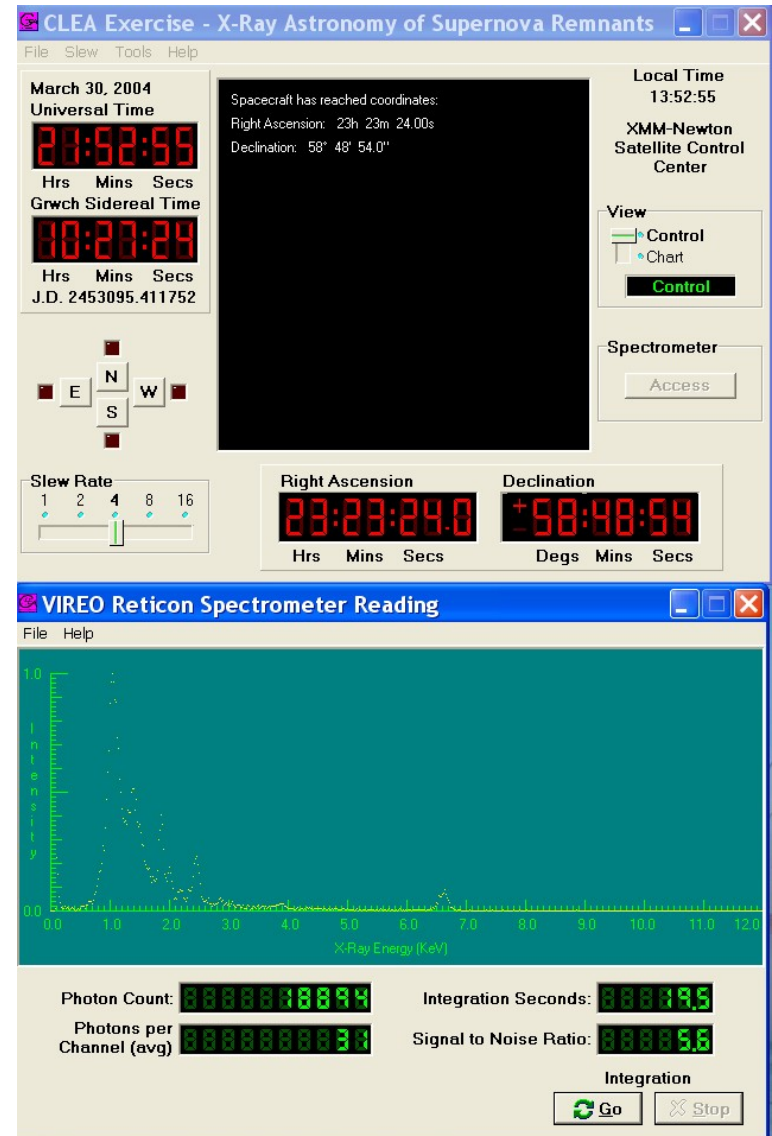 CLEA Exercise - X-Ray Astronomy of Supernova Remnants
File Slew Tools Help
March 30, 2004
Universal Time
21:52:55
Hrs Mins Secs
Grwch Sidereal Time
10:27:24
Hrs Mins Secs
J.D. 2453095.411752
Spacecraft has reached coordinates:
Right Ascension: 23h 23m 24.00s
Declination: 58° 48' 54.0"
Local Time
13:52:55
XMM-Newton
Satellite Control
Center
View
Control
Chart
Control
Spectrometer
Access
N
E W
S
Slew Rate
1 2 4 8 16
Right Ascension
23:23:24.0
Hrs Mins Secs
Declination
+58:48:54
Degs Mins Secs
VIREO Reticon Spectrometer Reading
File Help
1.0
Intensity
0.0
0.0 1.0 2.0 3.0 4.0 5.0 6.0 7.0 8.0 9.0 10.0 11.0 12.0
X-Ray Energy (KeV)
Photon Count: 18894
Integration Seconds: 19.5
Photons per
Channel (avg) 31
Signal to Noise Ratio: 5.6
Integration
Go Stop